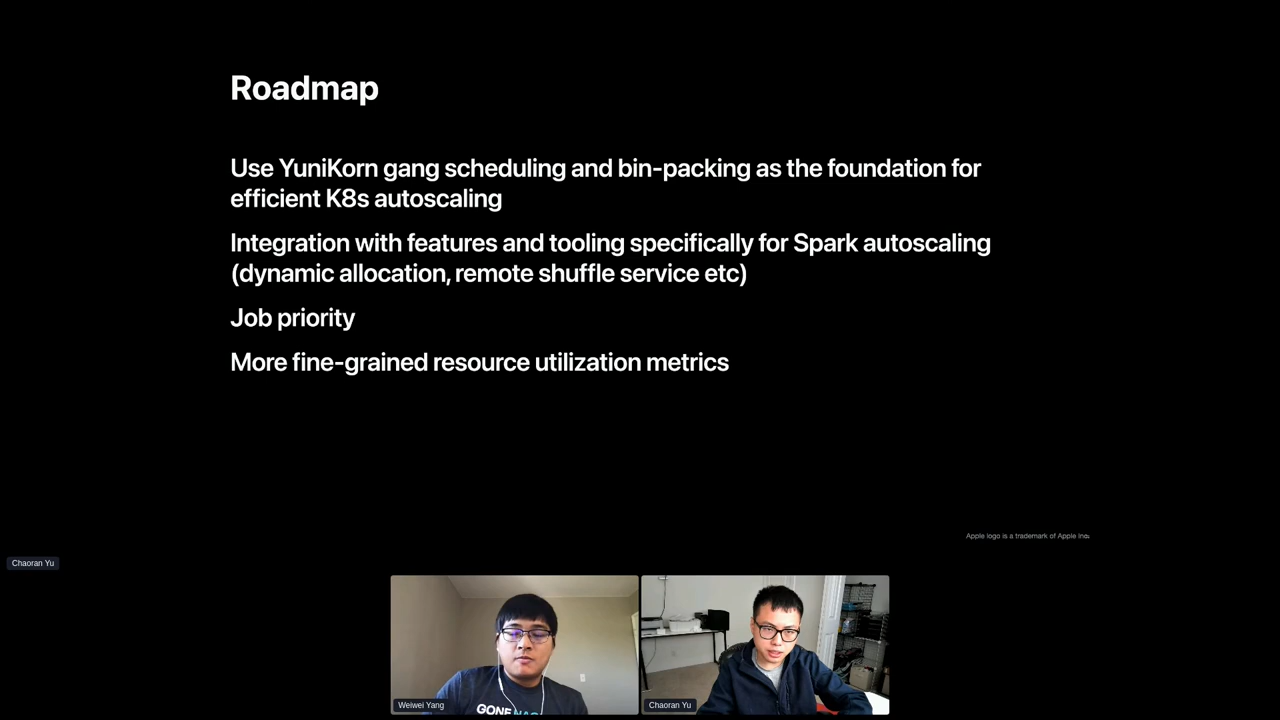 Roadmap
Use YuniKorn gang scheduling and bin-packing as the foundation for
efficient K8s autoscaling
Integration with features and tooling specifically for Spark autoscaling
(dynamic allocation, remote shuffle service etc)
Job priority
More fine-grained resource utilization metrics
Apple logo is a trademark of Apple Inc.
Chaoran Yu
Weiwei Yang
Chaoran Yu
GONE